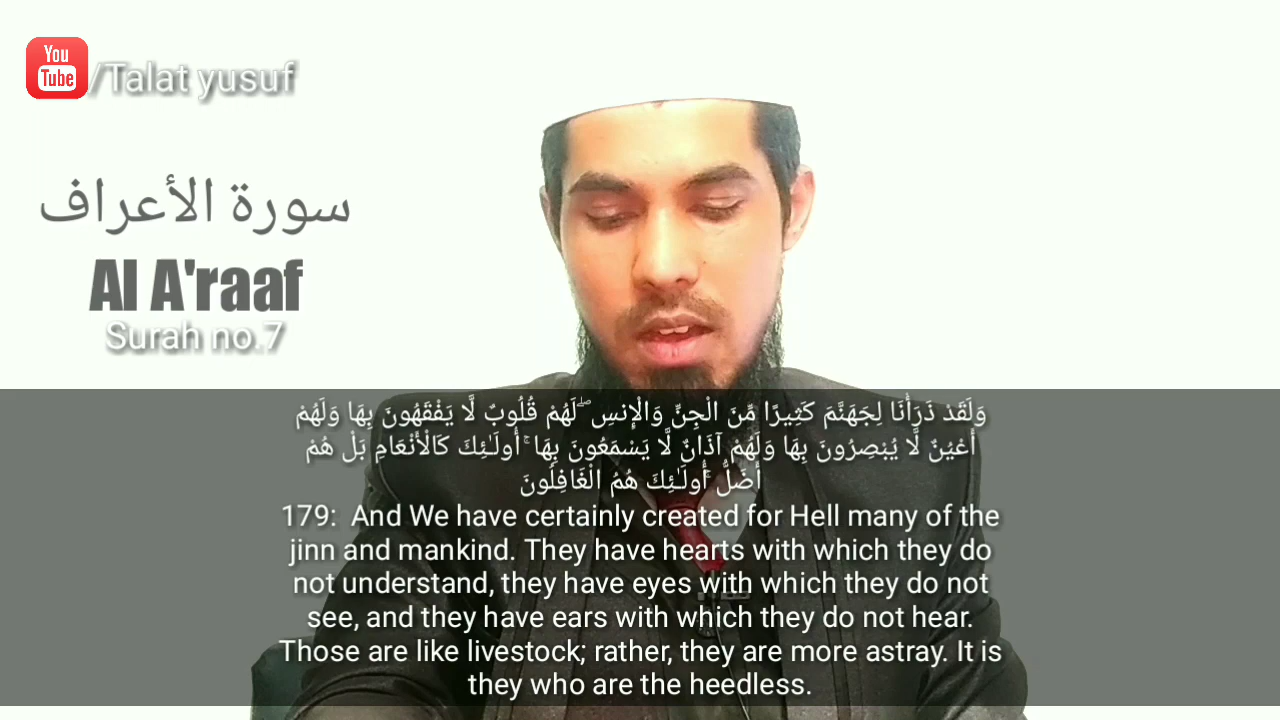 You
Tube
/Talat yusuf
سورة الأعراف
Al A'raaf
Surah no.7
وَلَقَدْ ذَرَأْنَا لِجَهَنَّمَ كَثِيرًا مِّنَ الْجِنِّ وَالْإِنسِ ۖ لَهُمْ قُلُوبٌ لَّا يَفْقَهُونَ بِهَا وَلَهُمْ
أَعْيُنٌ لَّا يُبْصِرُونَ بِهَا وَلَهُمْ آذَانٌ لَّا يَسْمَعُونَ بِهَا ۚ أُولَـٰئِكَ كَالْأَنْعَامِ بَلْ هُمْ
أَضَلُّ ۚ أُولَـٰئِكَ هُمُ الْغَافِلُونَ
179: And We have certainly created for Hell many of the
jinn and mankind. They have hearts with which they do
not understand, they have eyes with which they do not
see, and they have ears with which they do not hear.
Those are like livestock; rather, they are more astray. It is
they who are the heedless.